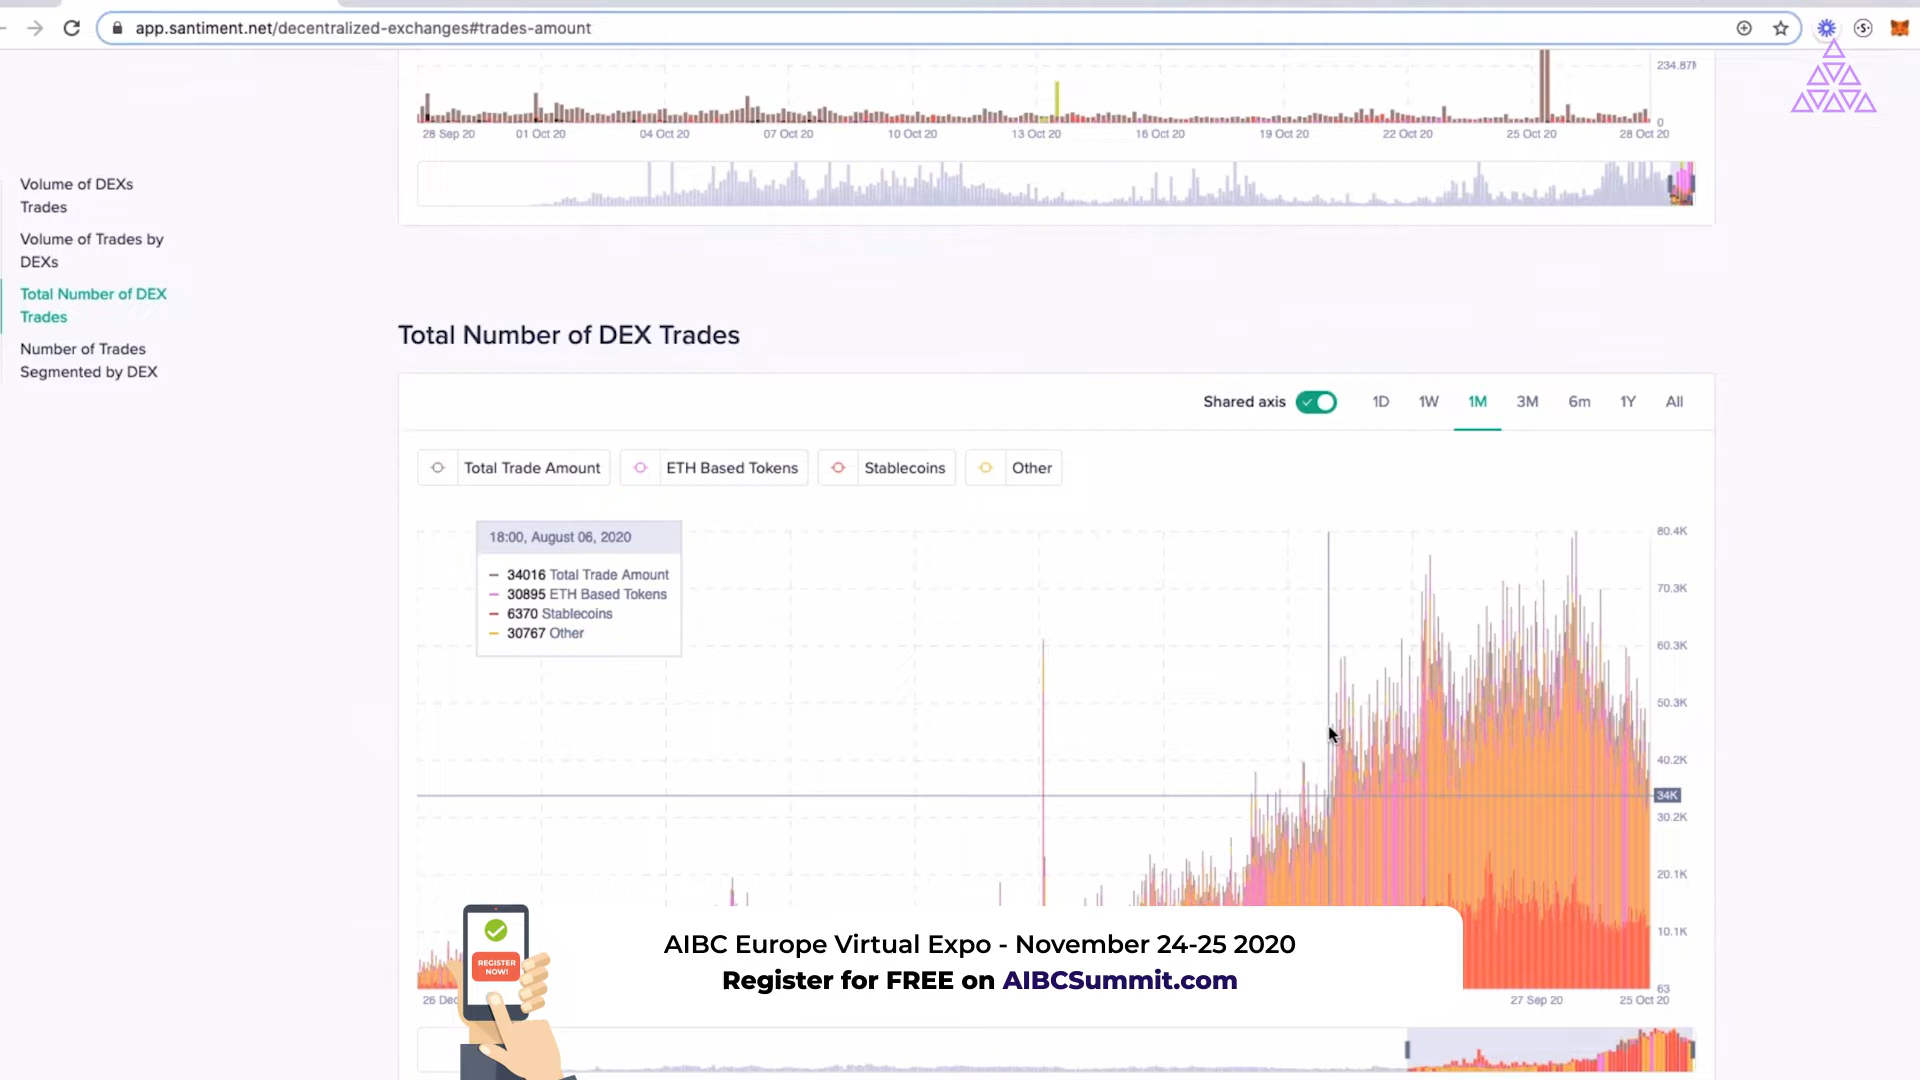 app.santiment.net/decentralized-exchanges#trades-amount
234.87M
0
28 Sep 20 01 Oct 20 04 Oct 20 07 Oct 20 10 Oct 20 13 Oct 20 16 Oct 20 19 Oct 20 22 Oct 20 25 Oct 20 28 Oct 20
Volume of DEXs
Trades
Volume of Trades by
DEXs
Total Number of DEX
Trades
Number of Trades
Segmented by DEX
Total Number of DEX Trades
Shared axis 1D 1W 1M 3M 6m 1Y All
Total Trade Amount ETH Based Tokens Stablecoins Other
18:00, August 06, 2020
34016 Total Trade Amount
30895 ETH Based Tokens
6370 Stablecoins
30767 Other
80.4K
70.3K
60.3K
50.3K
40.2K
34K
30.2K
20.1K
10.1K
63
26 Dec 27 Sep 20 25 Oct 20
REGISTER
NOW!
AIBC Europe Virtual Expo - November 24-25 2020
Register for FREE on AIBCSummit.com